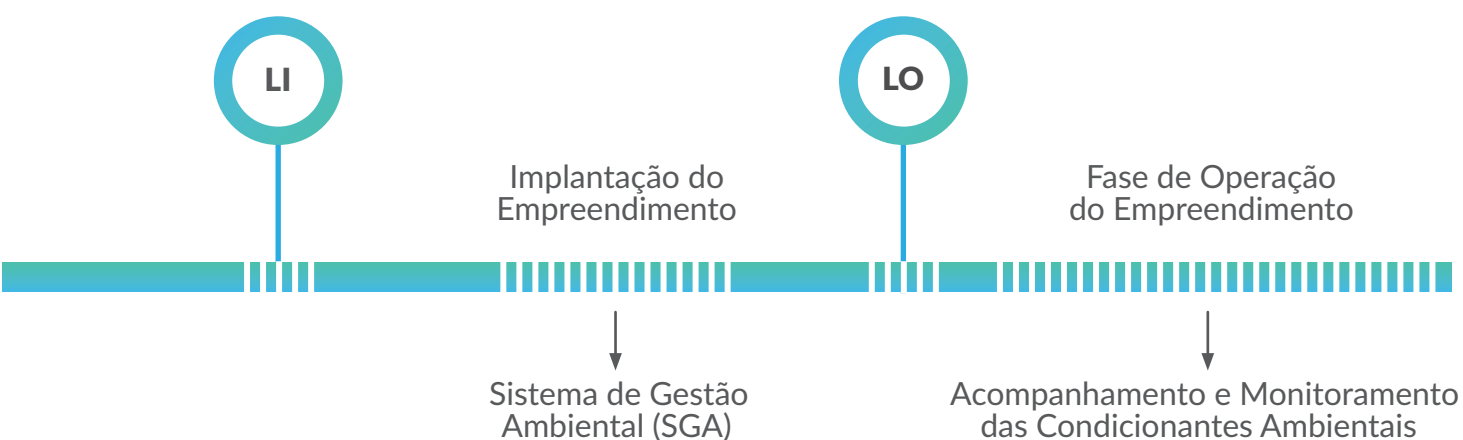 LI
LO
Implantação do
Empreendimento
Fase de Operação
do Empreendimento
Sistema de Gestão
Ambiental (SGA)
Acompanhamento e Monitoramento
das Condicionantes Ambientais